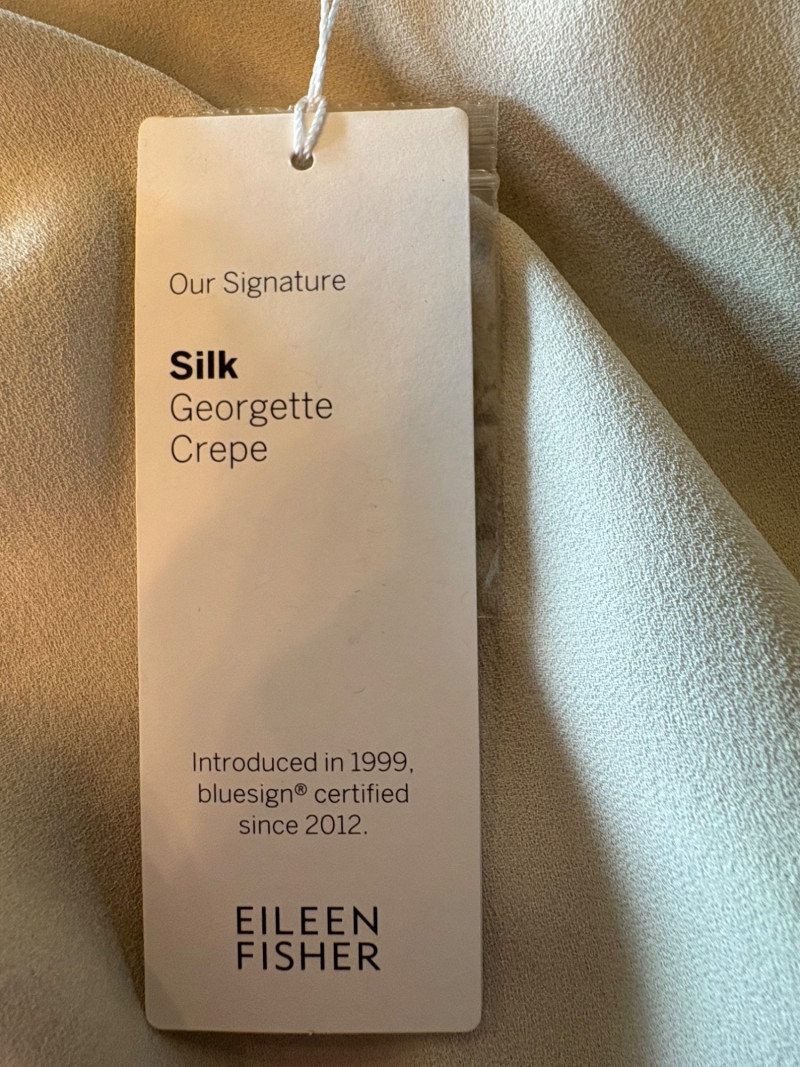 Our Signature
Silk
Georgette
Crepe
Introduced in 1999,
bluesign® certified
since 2012.
EILEEN
FISHER